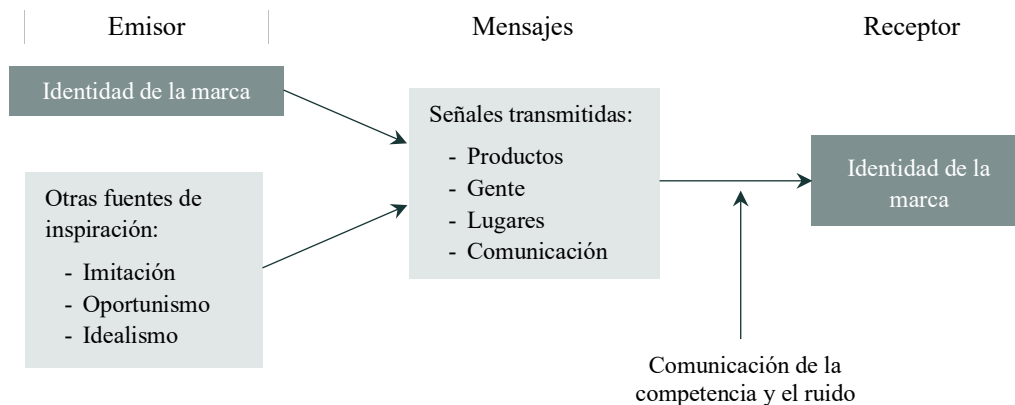 Emisor
Mensajes
Receptor
Identidad de la marca
Otras fuentes de
inspiración:
- Imitación
- Oportunismo
- Idealismo
Señales transmitidas:
- Productos
- Gente
- Lugares
- Comunicación
Identidad de la
marca
Comunicación de la
competencia y el ruido